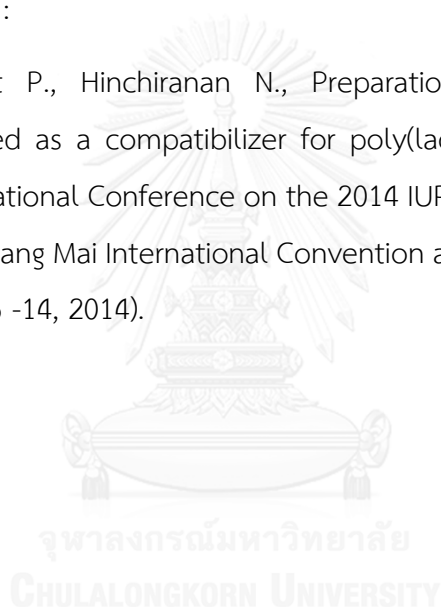 :
t P., Hinchiranan N., Preparatio
ed as a compatibilizer for poly(lac
ational Conference on the 2014 IUP
ang Mai International Convention a
-14, 2014).
จุฬาลงกรณ์มหาวิทยาลัย
CHULALONGKORN UNIVERSITY